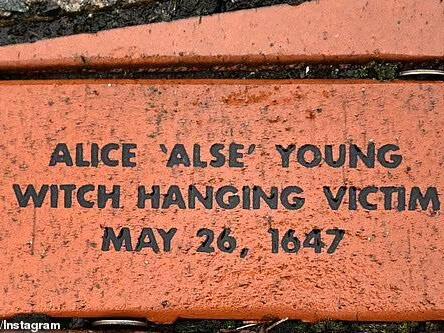 ALICE 'ALSE' YOUNG
WITCH HANGING VICTIM
MAY 26, 1647
/Instagram